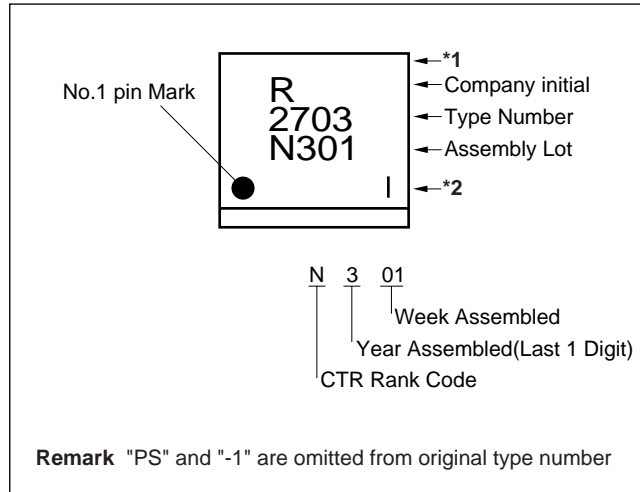 *1
No.1 pin Mark
R
Company initial
2703
Type Number
N301
Assembly Lot
*2
N 3 01
Week Assembled
Year Assembled(Last 1 Digit)
CTR Rank Code
Remark "PS" and "-1" are omitted from original type number